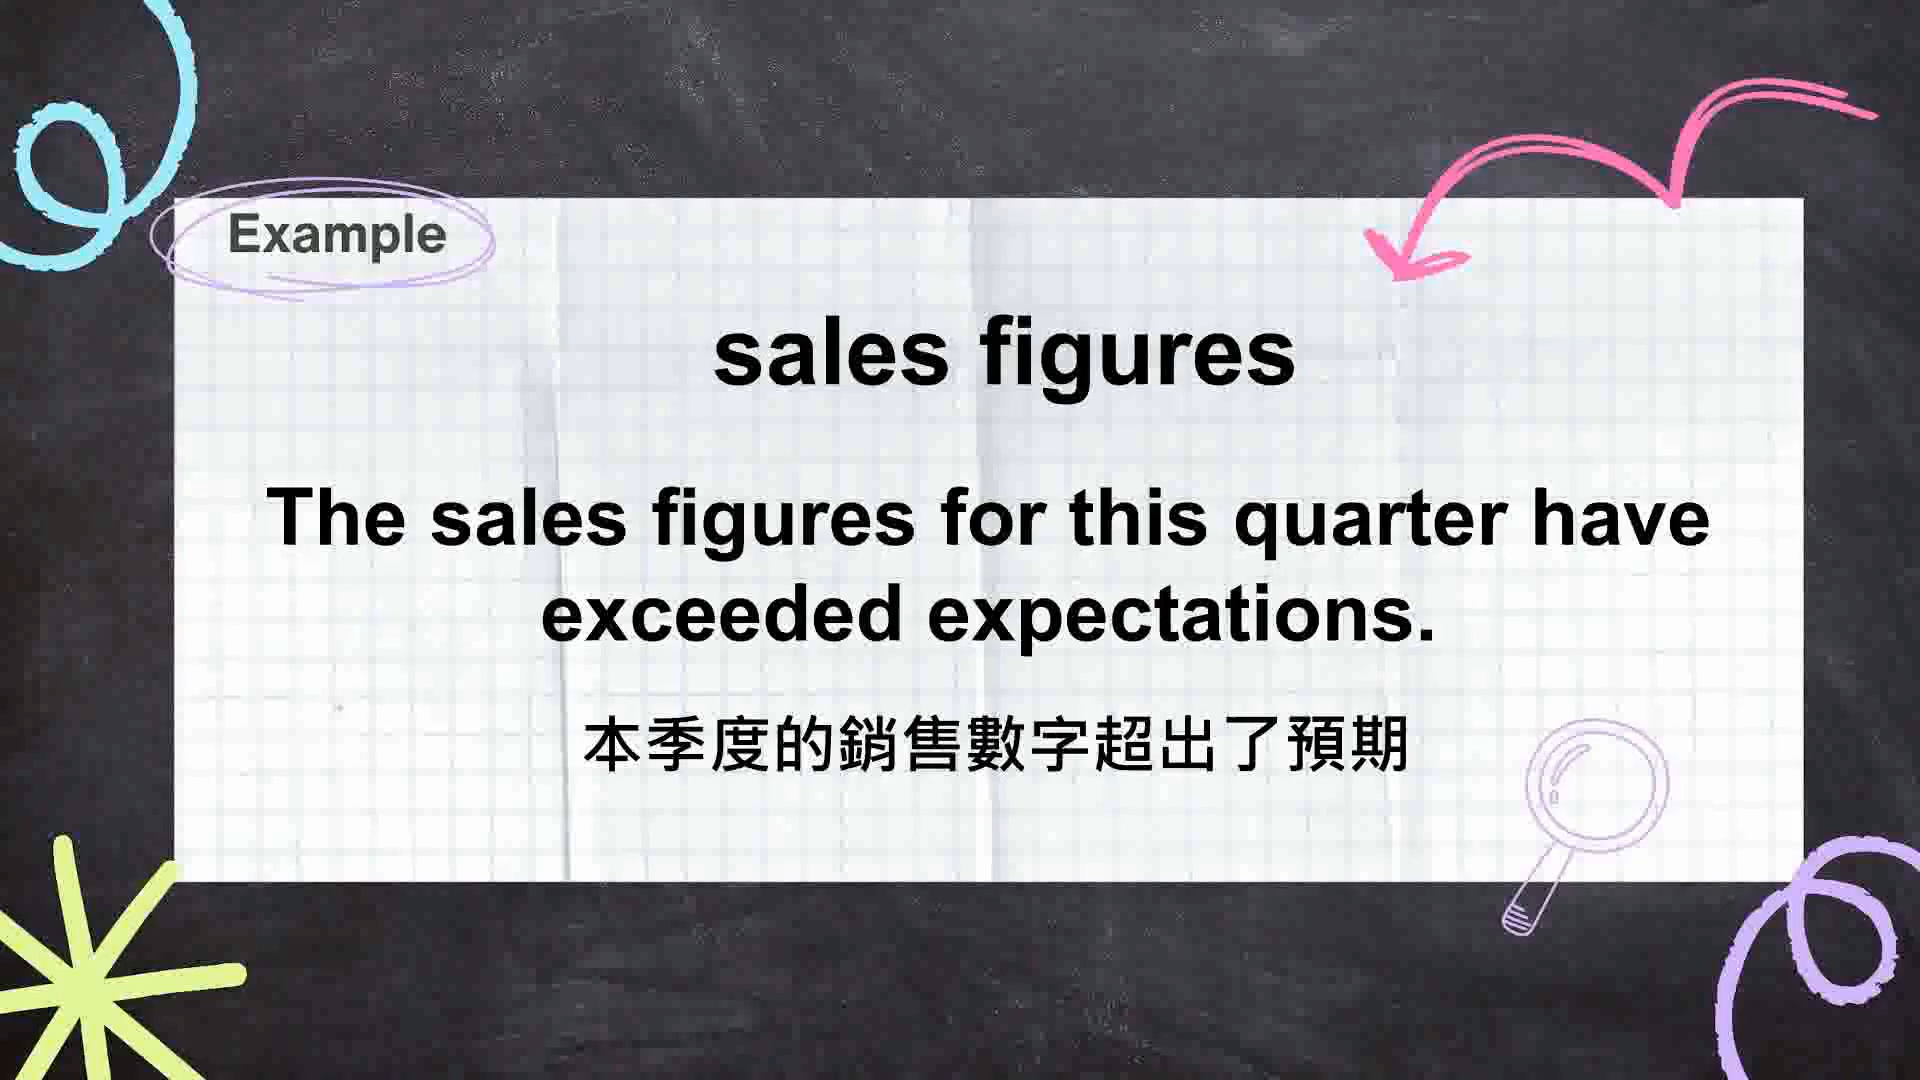 Example
sales figures
The sales figures for this quarter have
exceeded expectations.
本季度的銷售數字超出了預期